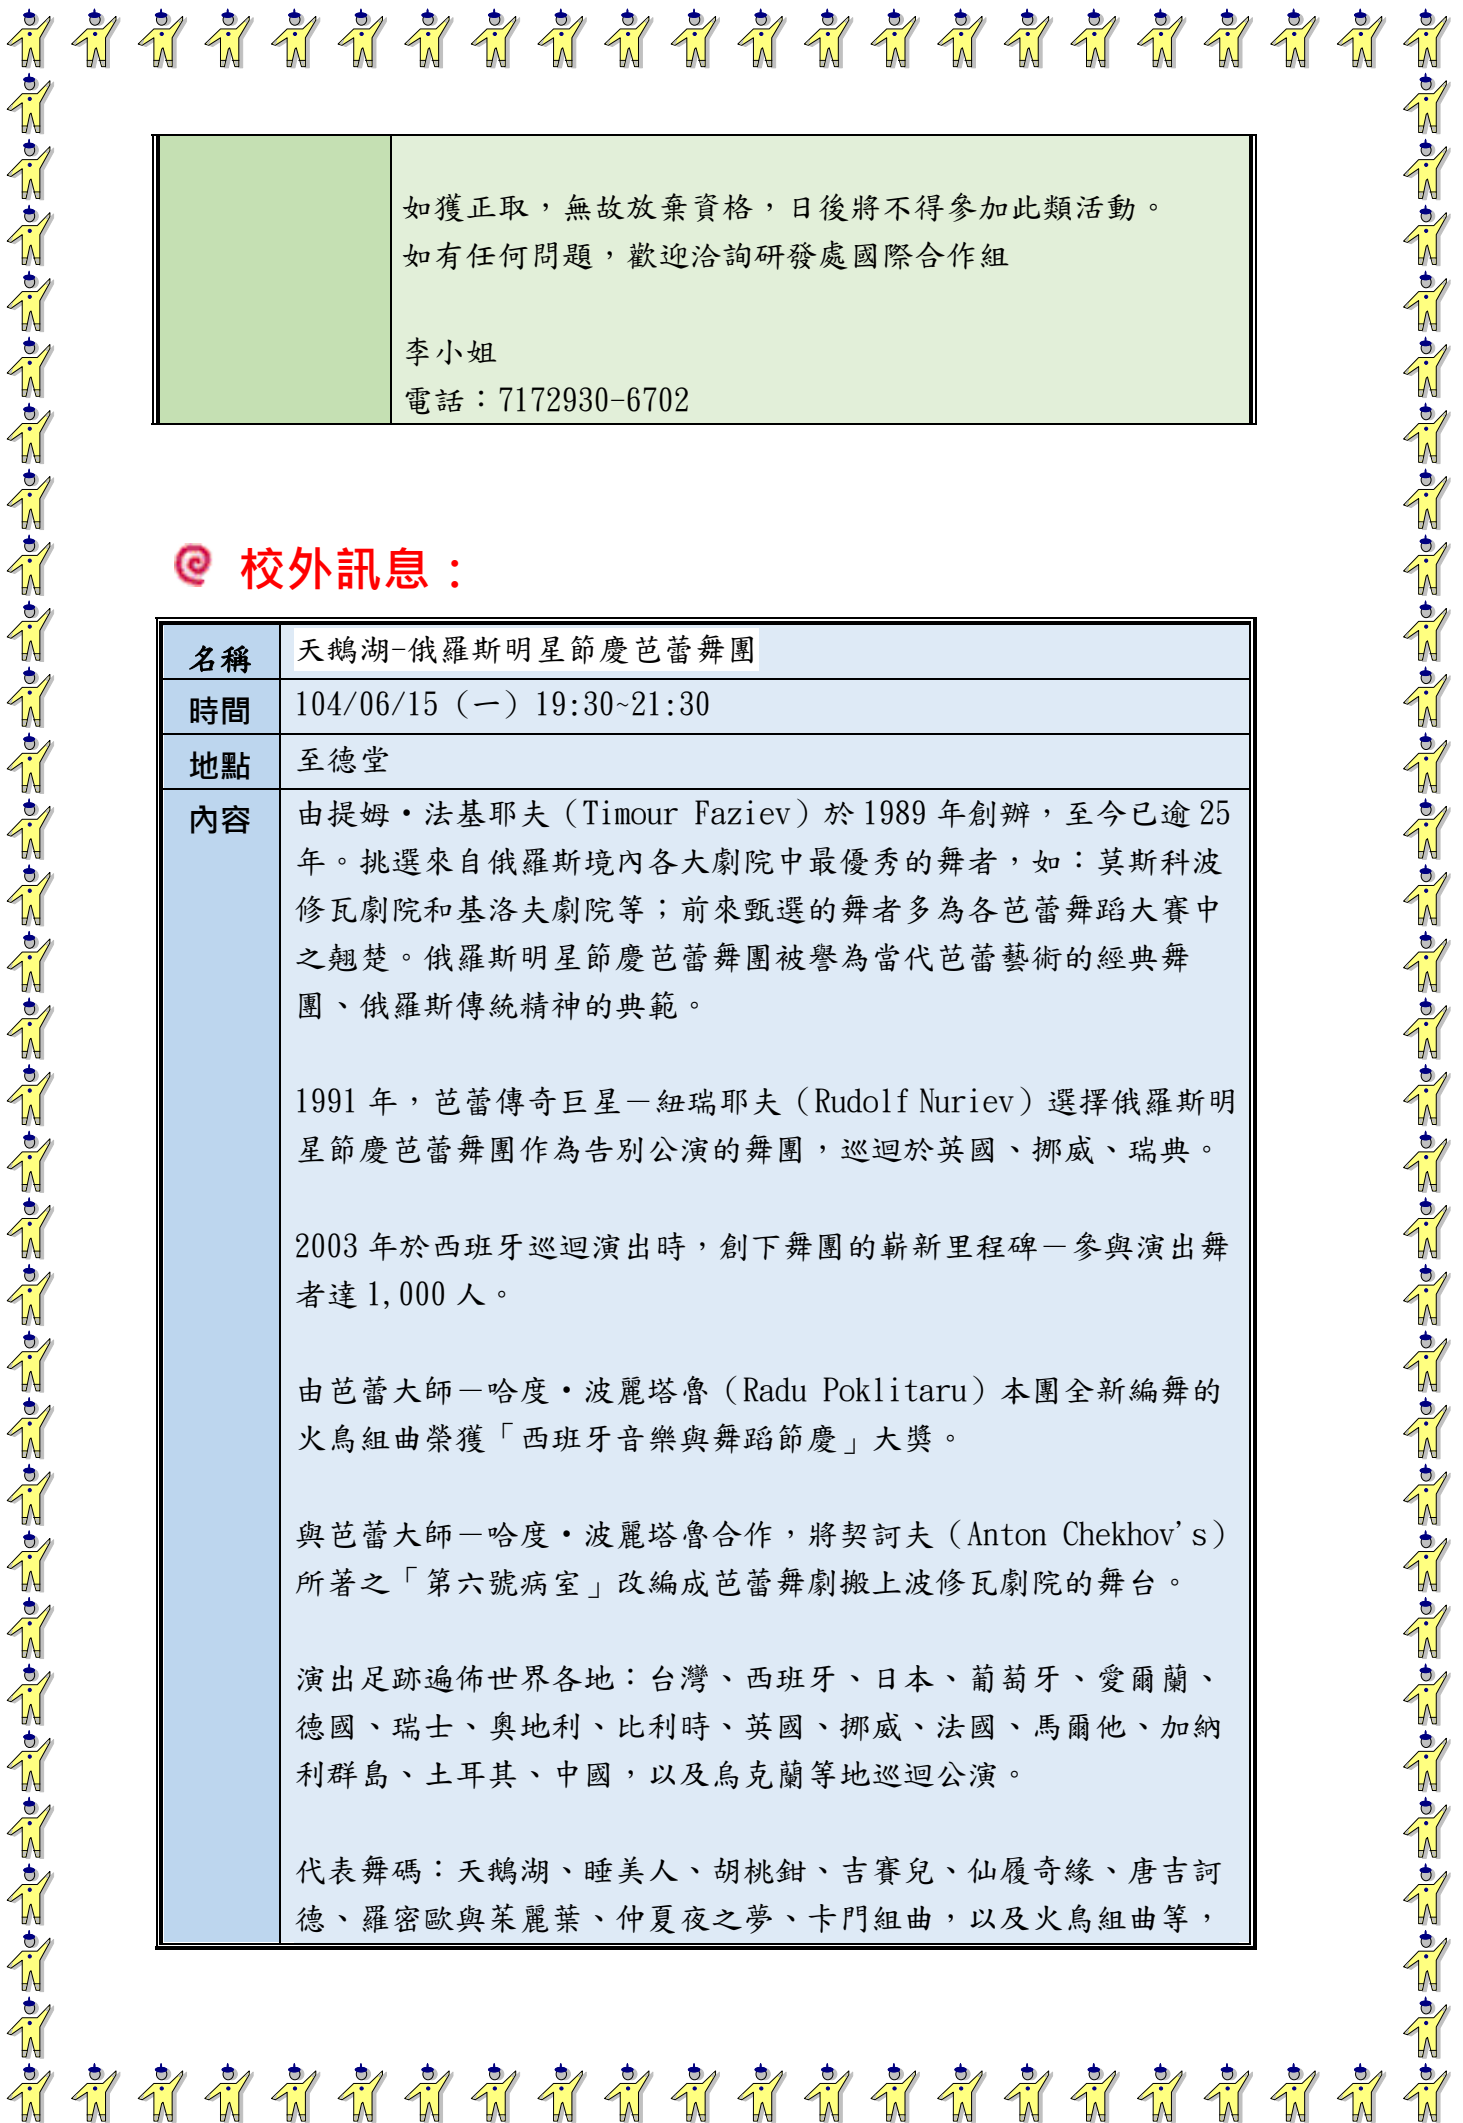 如獲正取，無故放棄資格，日後將不得參加此類活動。
如有任何問題，歡迎洽詢研發處國際合作組
李小姐
電話：7172930-6702
校外訊息：
名稱 天鵝湖-俄羅斯明星節慶芭蕾舞團
時間 104/06/15（一）19:30~21:30
地點 至德堂
內容 由提姆‧法基耶夫（Timour Faziev）於 1989 年創辦，至今已逾 25
年。挑選來自俄羅斯境內各大劇院中最優秀的舞者，如：莫斯科波
修瓦劇院和基洛夫劇院等；前來甄選的舞者多為各芭蕾舞蹈大賽中
之翹楚。俄羅斯明星節慶芭蕾舞團被譽為當代芭蕾藝術的經典舞
團、俄羅斯傳統精神的典範。
1991 年，芭蕾傳奇巨星－紐瑞耶夫（Rudolf Nuriev）選擇俄羅斯明
星節慶芭蕾舞團作為告別公演的舞團，巡迴於英國、挪威、瑞典。
2003 年於西班牙巡迴演出時，創下舞團的嶄新里程碑－參與演出舞
者達 1,000 人。
由芭蕾大師－哈度‧波麗塔魯（Radu Poklitaru）本團全新編舞的
火鳥組曲榮獲「西班牙音樂與舞蹈節慶」大獎。
與芭蕾大師－哈度‧波麗塔魯合作，將契訶夫（Anton Chekhov's）
所著之「第六號病室」改編成芭蕾舞劇搬上波修瓦劇院的舞台。
演出足跡遍佈世界各地：台灣、西班牙、日本、葡萄牙、愛爾蘭、
德國、瑞士、奧地利、比利時、英國、挪威、法國、馬爾他、加納
利群島、土耳其、中國，以及烏克蘭等地巡迴公演。
代表舞碼：天鵝湖、睡美人、胡桃鉗、吉賽兒、仙履奇緣、唐吉訶
德、羅密歐與茱麗葉、仲夏夜之夢、卡門組曲，以及火鳥組曲等，